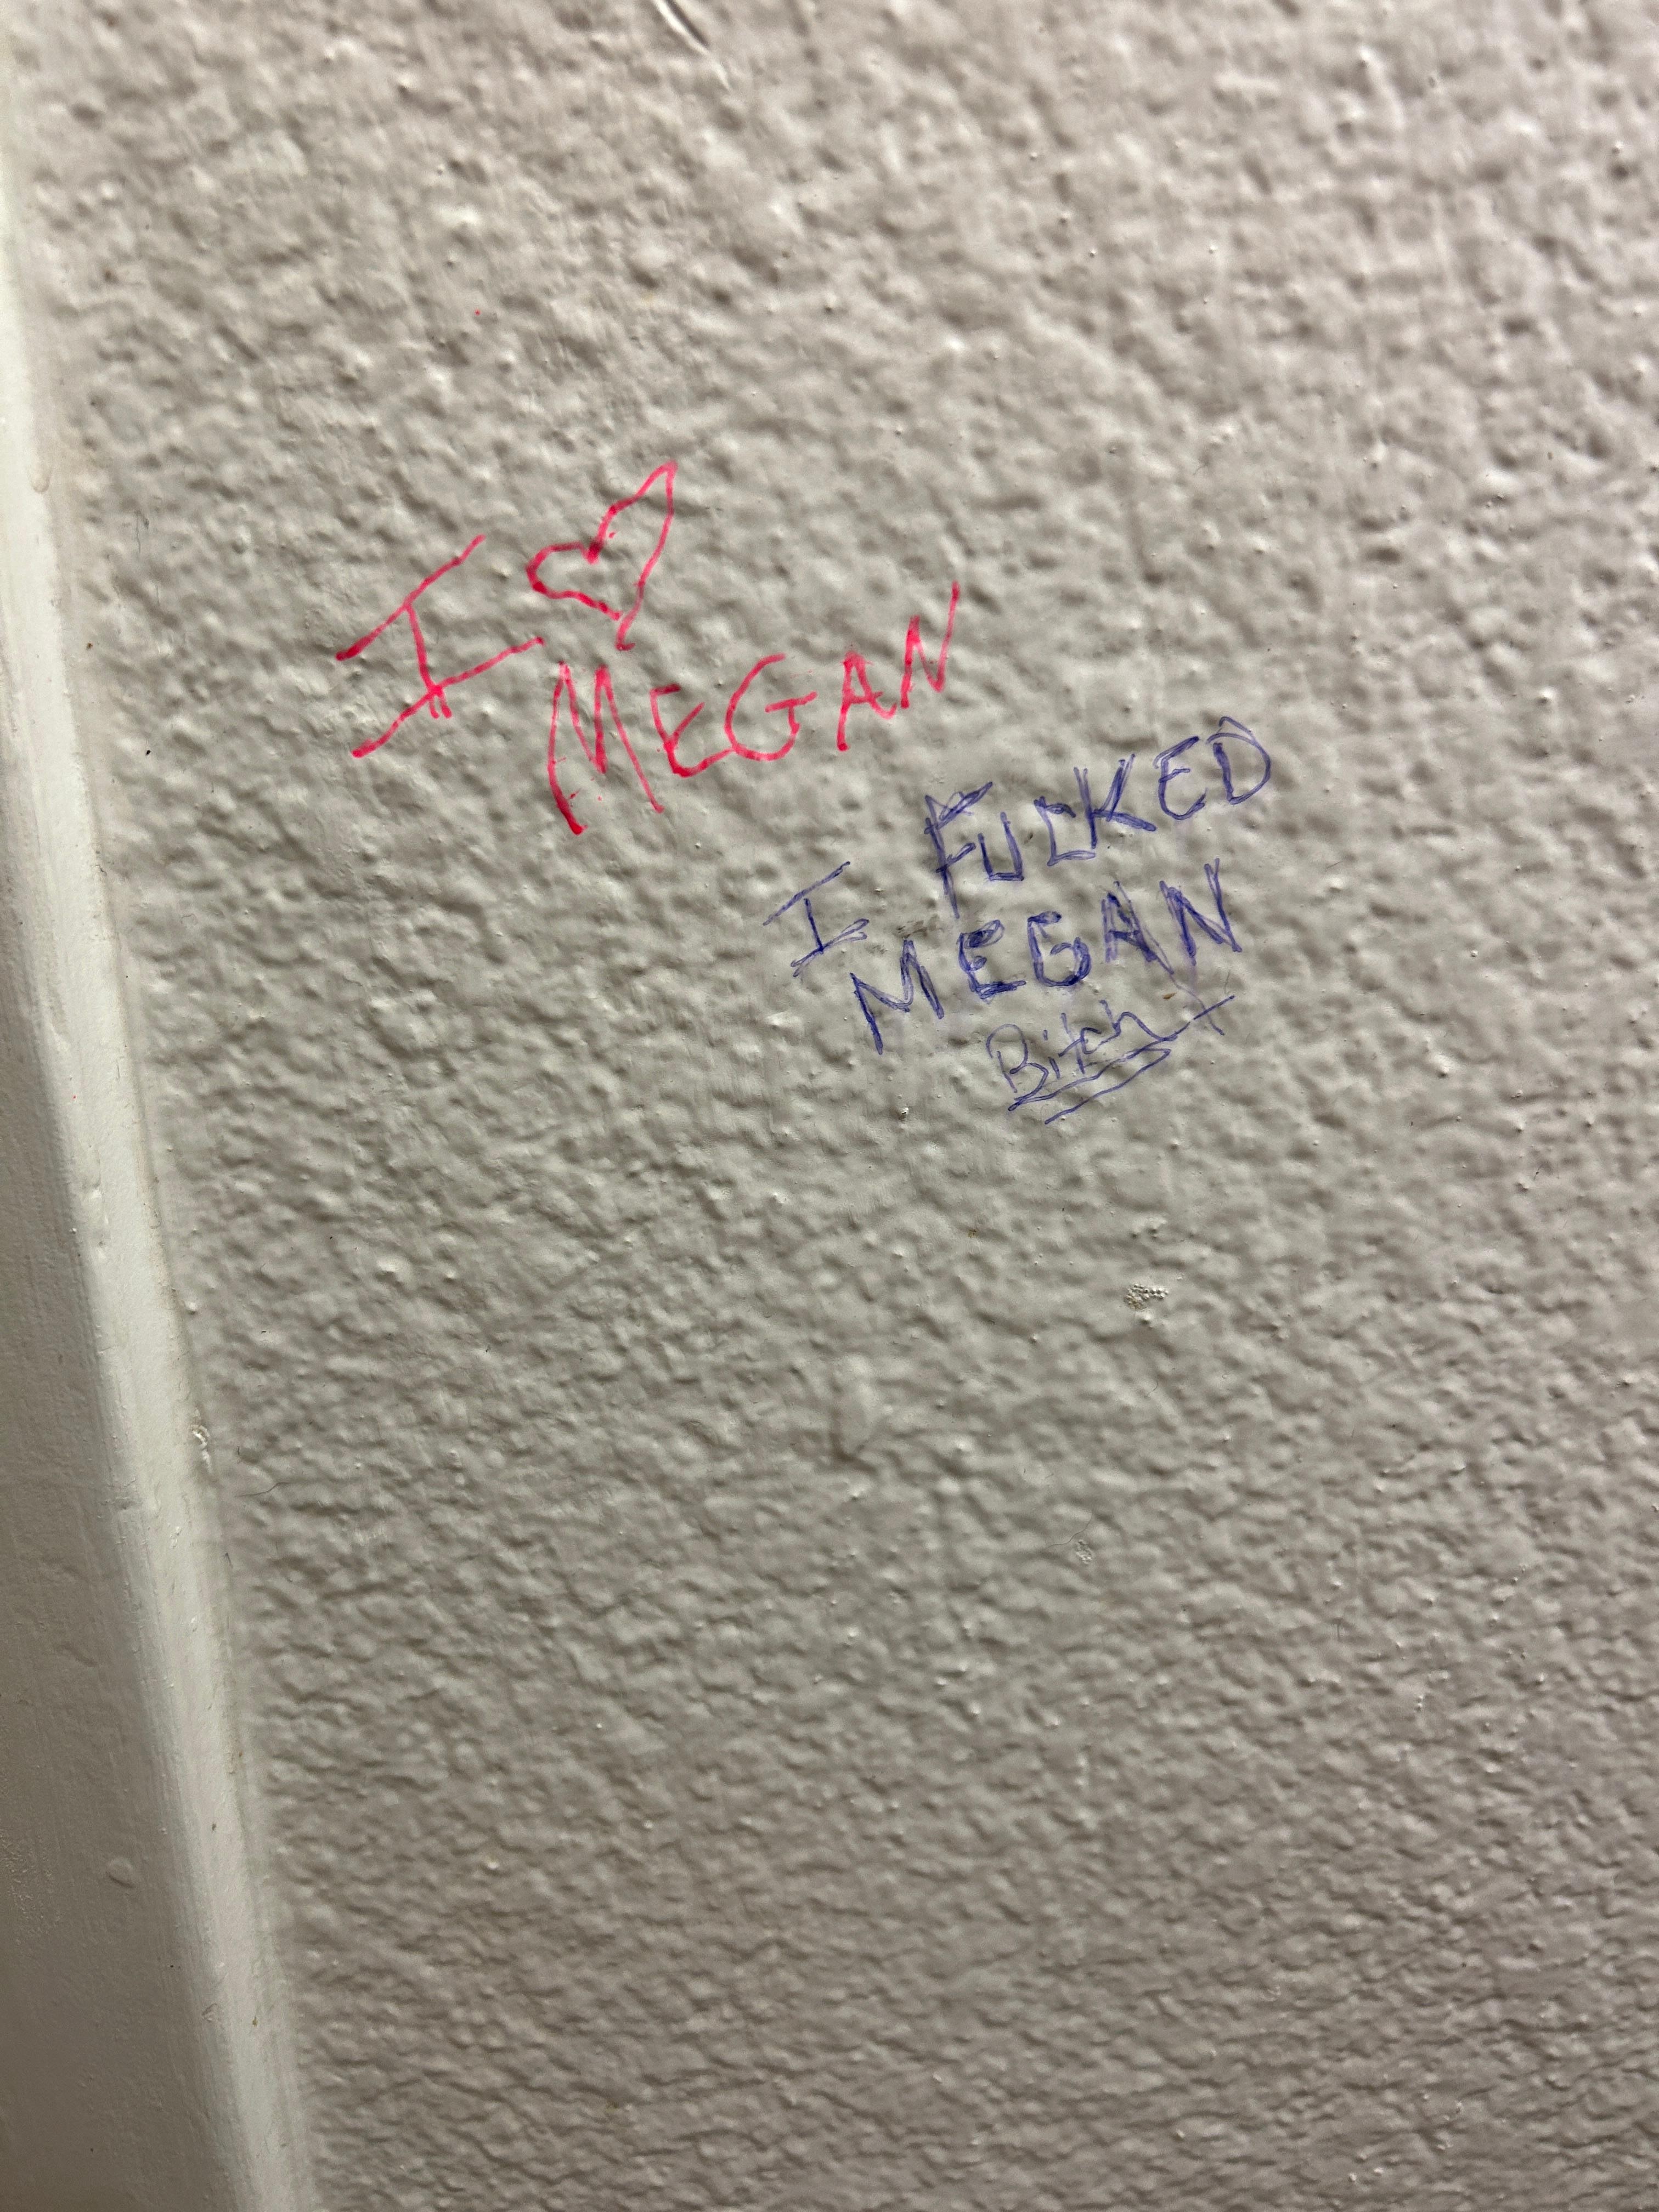 I ♡
MEGAN
I FUCKED
MEGAN
Bitch